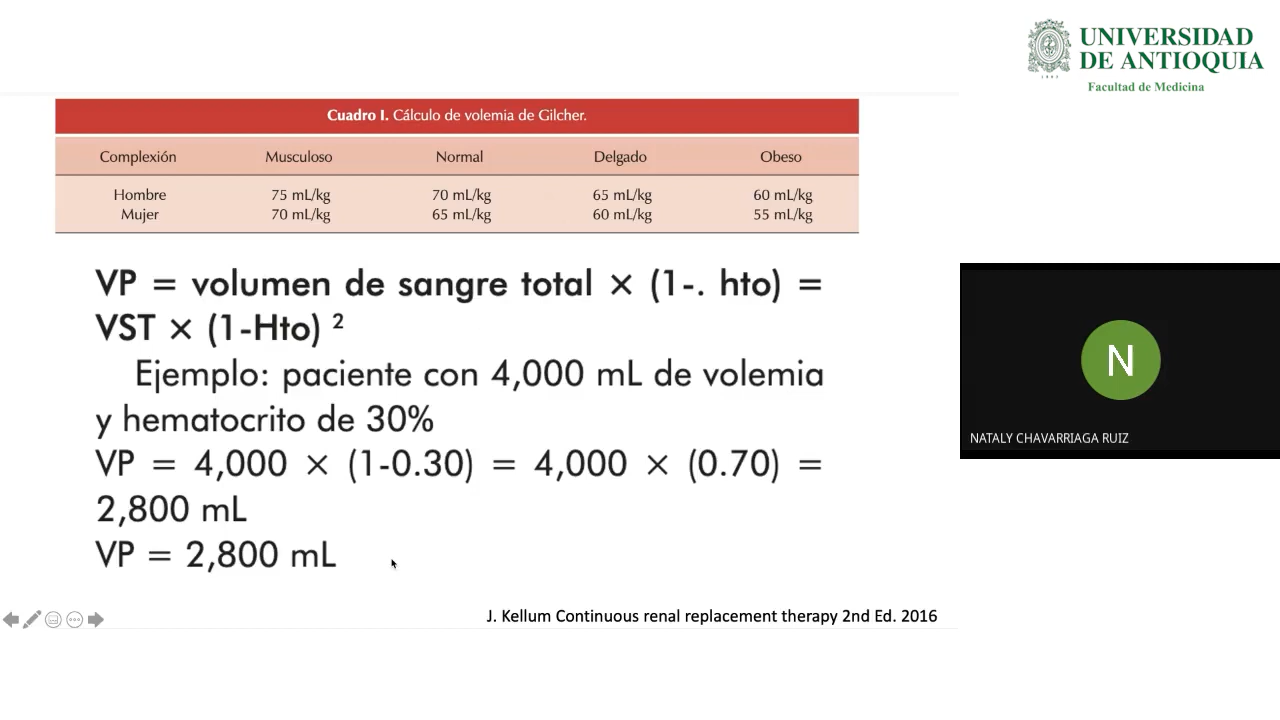 UNIVERSIDAD
DE ANTIOQUIA
1803
Facultad de Medicina
Cuadro I. Cálculo de volemia de Gilcher.
Complexión Musculoso Normal Delgado Obeso
Hombre 75 mL/kg 70 mL/kg 65 mL/kg 60 mL/kg
Mujer 70 mL/kg 65 mL/kg 60 mL/kg 55 mL/kg
VP = volumen de sangre total × (1-. hto) =
VST × (1-Hto) ²
Ejemplo: paciente con 4,000 mL de volemia
y hematocrito de 30%
VP = 4,000 × (1-0.30) = 4,000 × (0.70) =
2,800 mL
VP = 2,800 mL
J. Kellum Continuous renal replacement therapy 2nd Ed. 2016
N
NATALY CHAVARRIAGA RUIZ